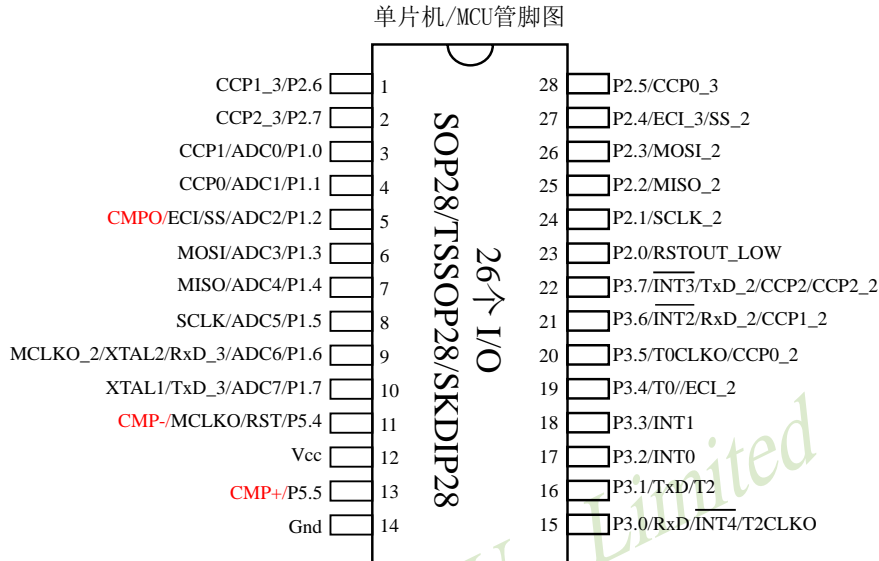 单片机/MCU管脚图
CCP1_3/P2.6 1
CCP2_3/P2.7 2
CCP1/ADC0/P1.0 3
CCP0/ADC1/P1.1 4
CMPO/ECI/SS/ADC2/P1.2 5
MOSI/ADC3/P1.3 6
MISO/ADC4/P1.4 7
SCLK/ADC5/P1.5 8
MCLKO_2/XTAL2/RxD_3/ADC6/P1.6 9
XTAL1/TxD_3/ADC7/P1.7 10
CMP-/MCLKO/RST/P5.4 11
Vcc 12
CMP+/P5.5 13
Gnd 14
SOP28/TSSOP28/SKDIP28
26个 I/O
28 P2.5/CCP0_3
27 P2.4/ECI_3/SS_2
26 P2.3/MOSI_2
25 P2.2/MISO_2
24 P2.1/SCLK_2
23 P2.0/RSTOUT_LOW
22 P3.7/INT3/TxD_2/CCP2/CCP2_2
21 P3.6/INT2/RxD_2/CCP1_2
20 P3.5/T0CLKO/CCP0_2
19 P3.4/T0//ECI_2
18 P3.3/INT1
17 P3.2/INT0
16 P3.1/TxD/T2
15 P3.0/RxD/INT4/T2CLKO
Limited